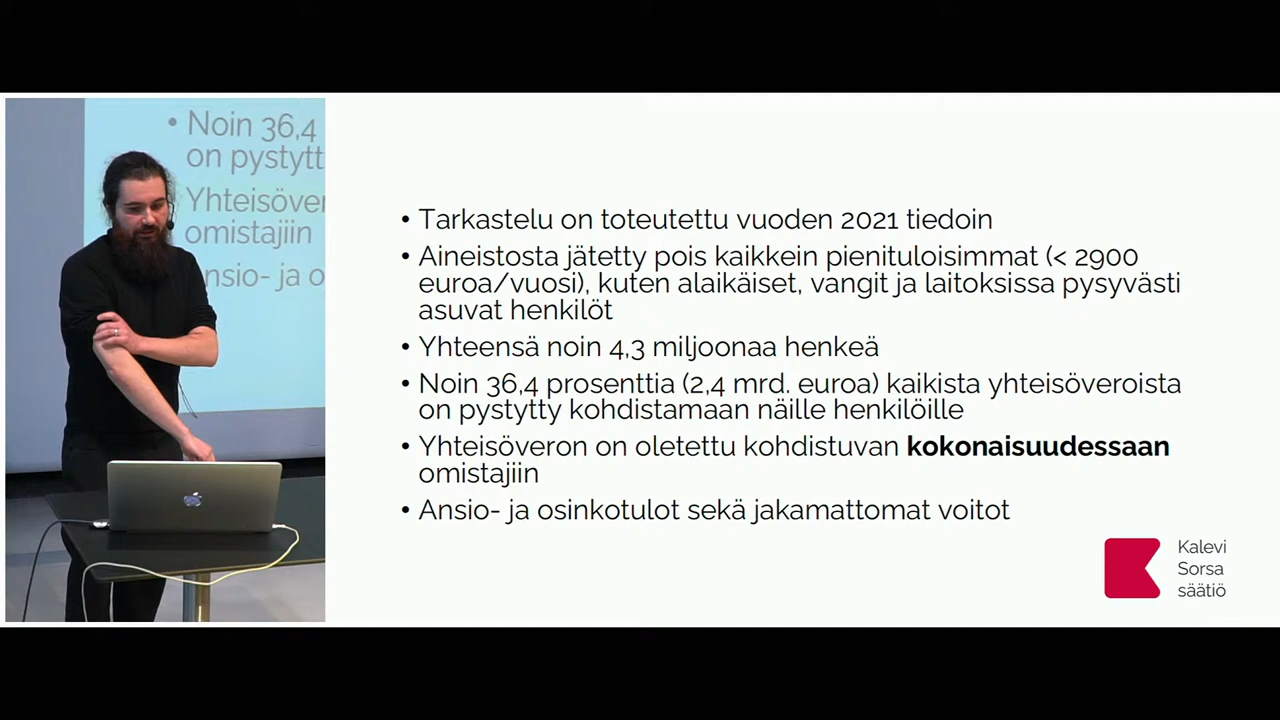 • Noin 36,4
on pystytt
Yhteisöver
omistajiin
nsio- ja o
• Tarkastelu on toteutettu vuoden 2021 tiedoin
• Aineistosta jätetty pois kaikkein pienituloisimmat (< 2900
euroa/vuosi), kuten alaikäiset, vangit ja laitoksissa pysyvästi
asuvat henkilöt
• Yhteensä noin 4,3 miljoonaa henkeä
• Noin 36,4 prosenttia (2,4 mrd. euroa) kaikista yhteisöveroista
on pystytty kohdistamaan näille henkilöille
• Yhteisöveron on oletettu kohdistuvan kokonaisuudessaan
omistajiin
• Ansio- ja osinkotulot sekä jakamattomat voitot
Kalevi
Sorsa
säätiö